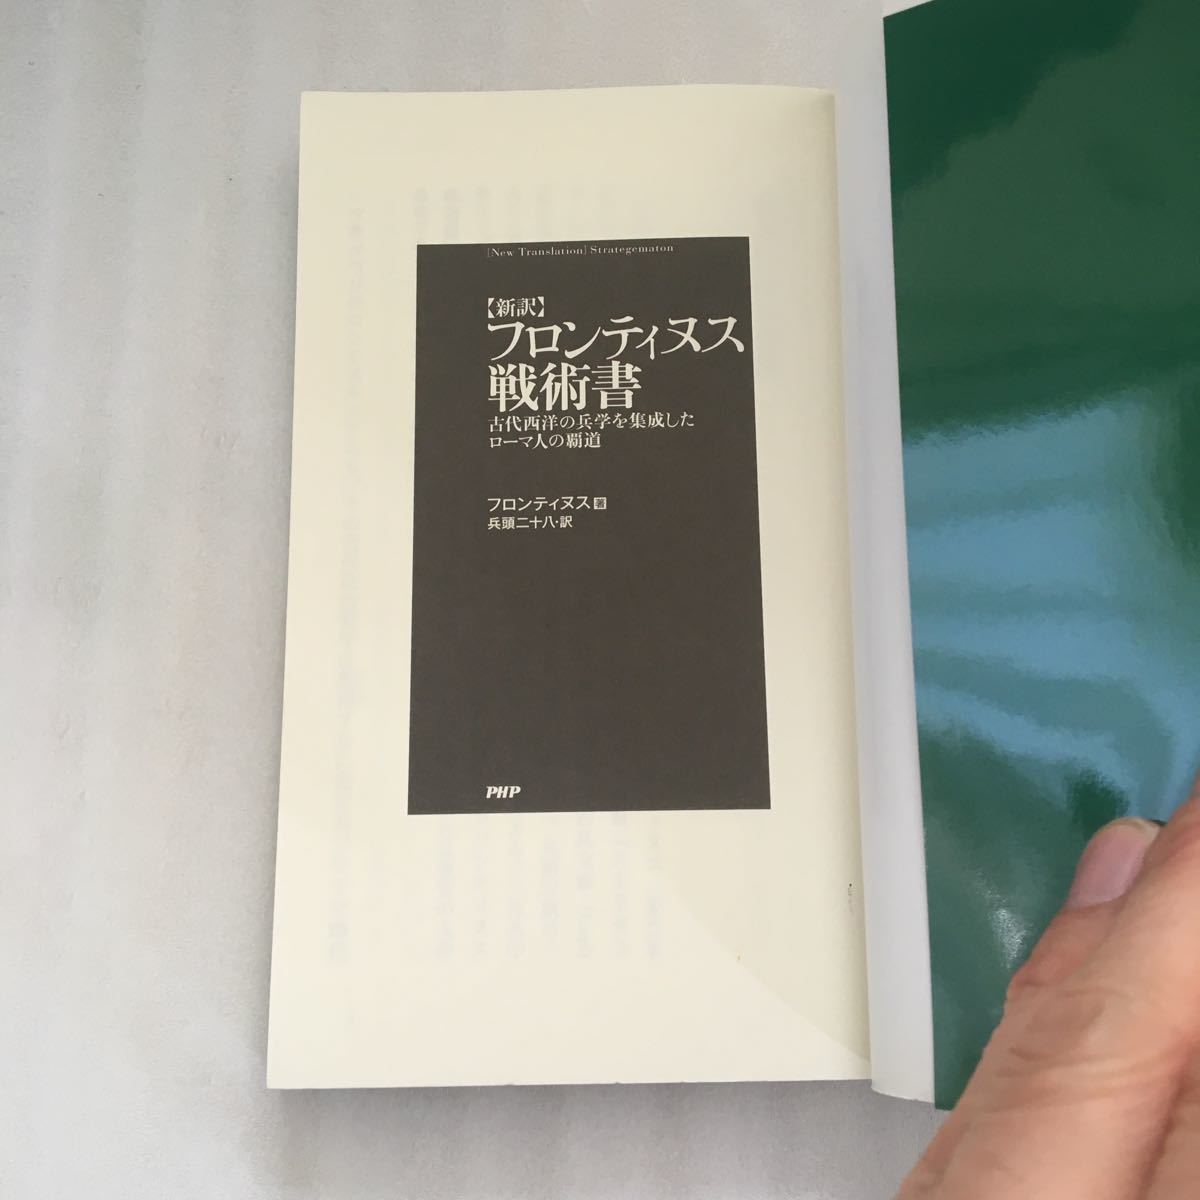 [New Translation] Strategematon
【新訳】
フロンティヌス
戦術書
古代西洋の兵学を集成した
ローマ人の覇道
フロンティヌス 著
兵頭二十八・訳
PHP